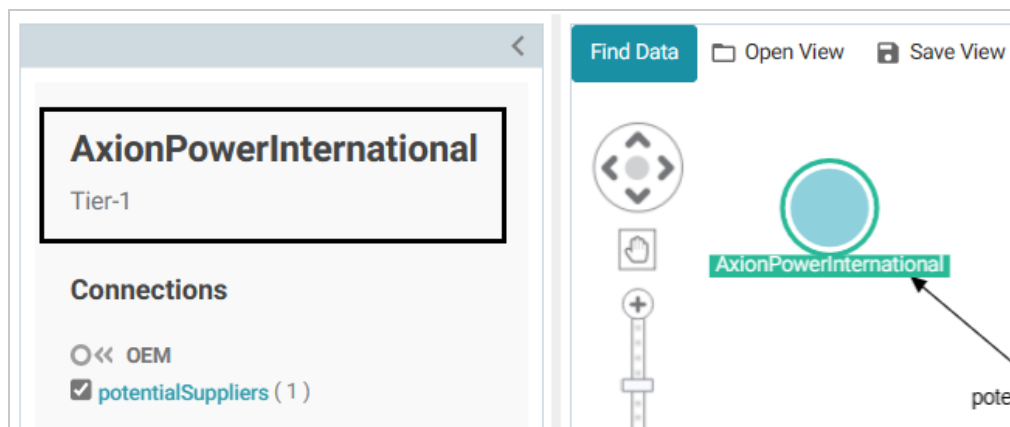 Find Data
Open View
Save View
AxionPowerInternational
Tier-1
AxionPowerInternational
Connections
OEM
potentialSuppliers ( 1 )
pote